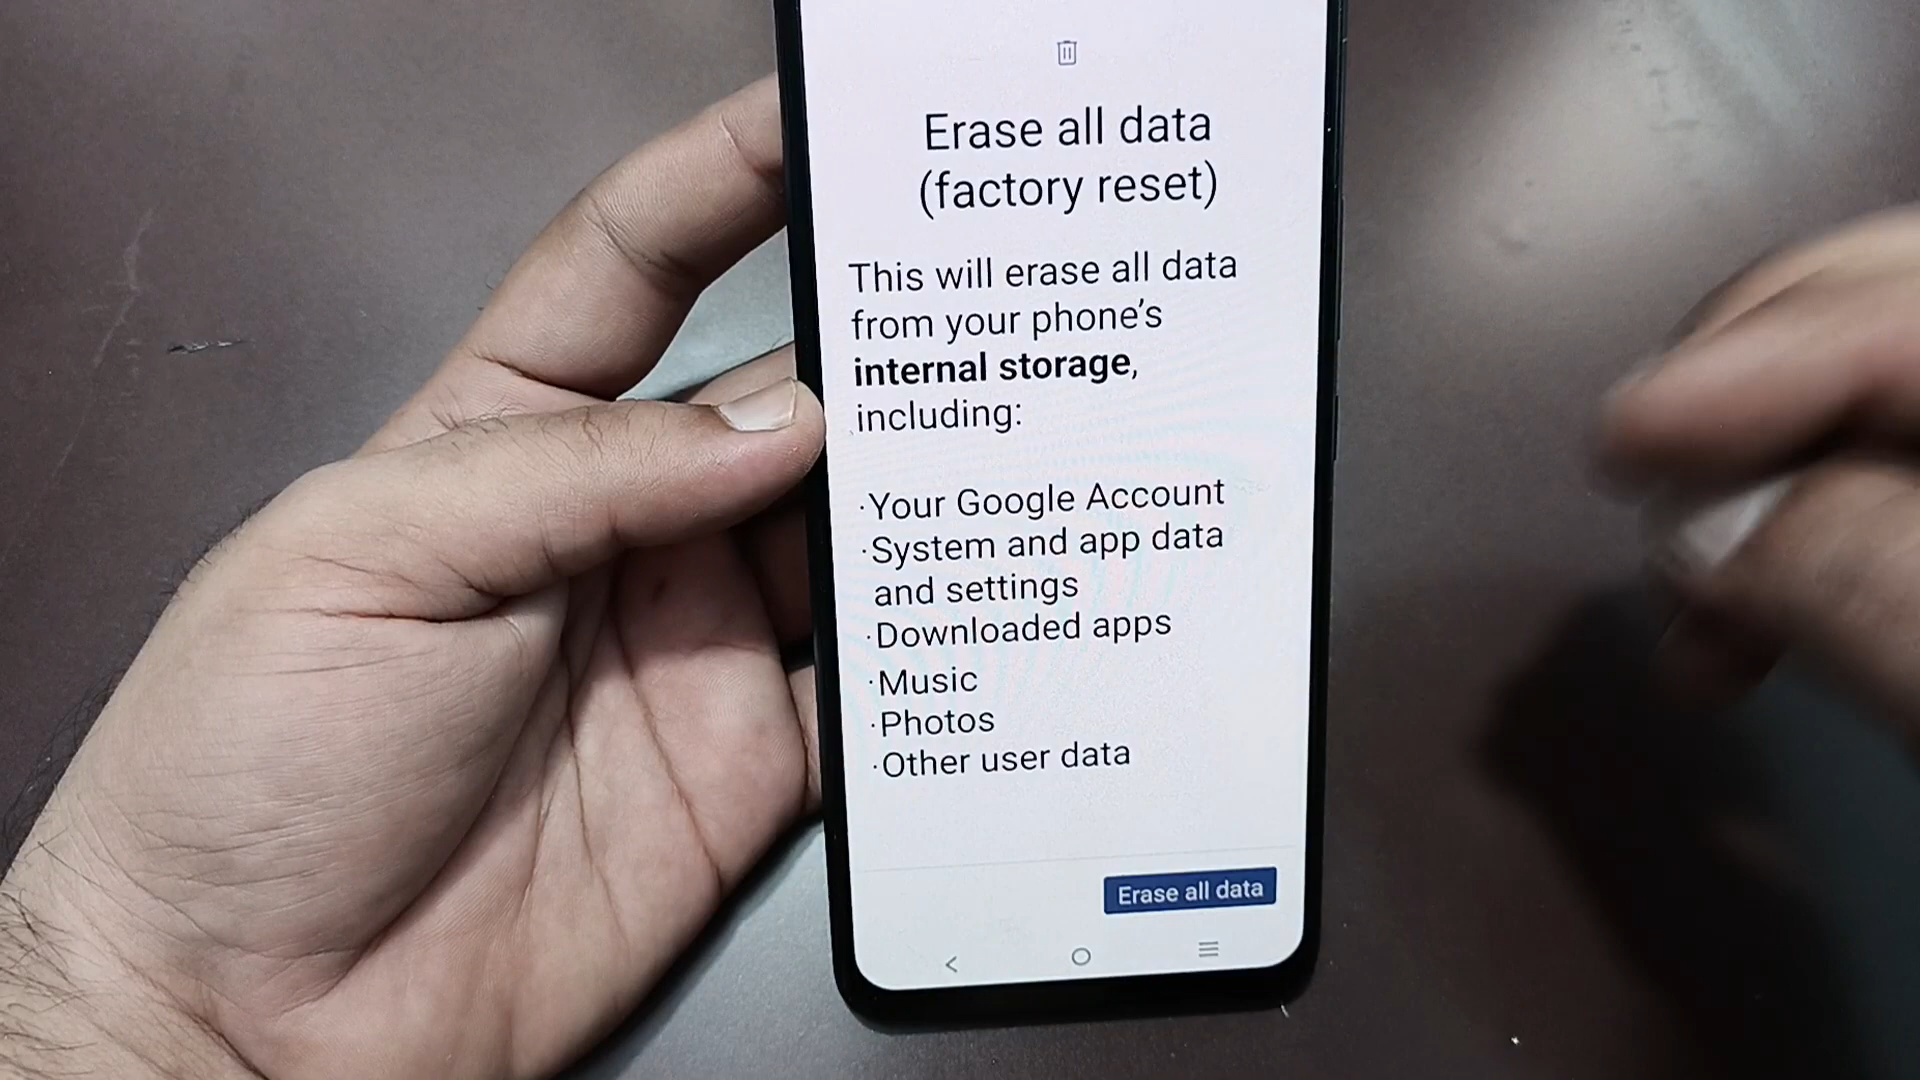 Erase all data
(factory reset)
This will erase all data
from your phone's
internal storage,
including:
·Your Google Account
·System and app data
and settings
·Downloaded apps
·Music
·Photos
·Other user data
Erase all data